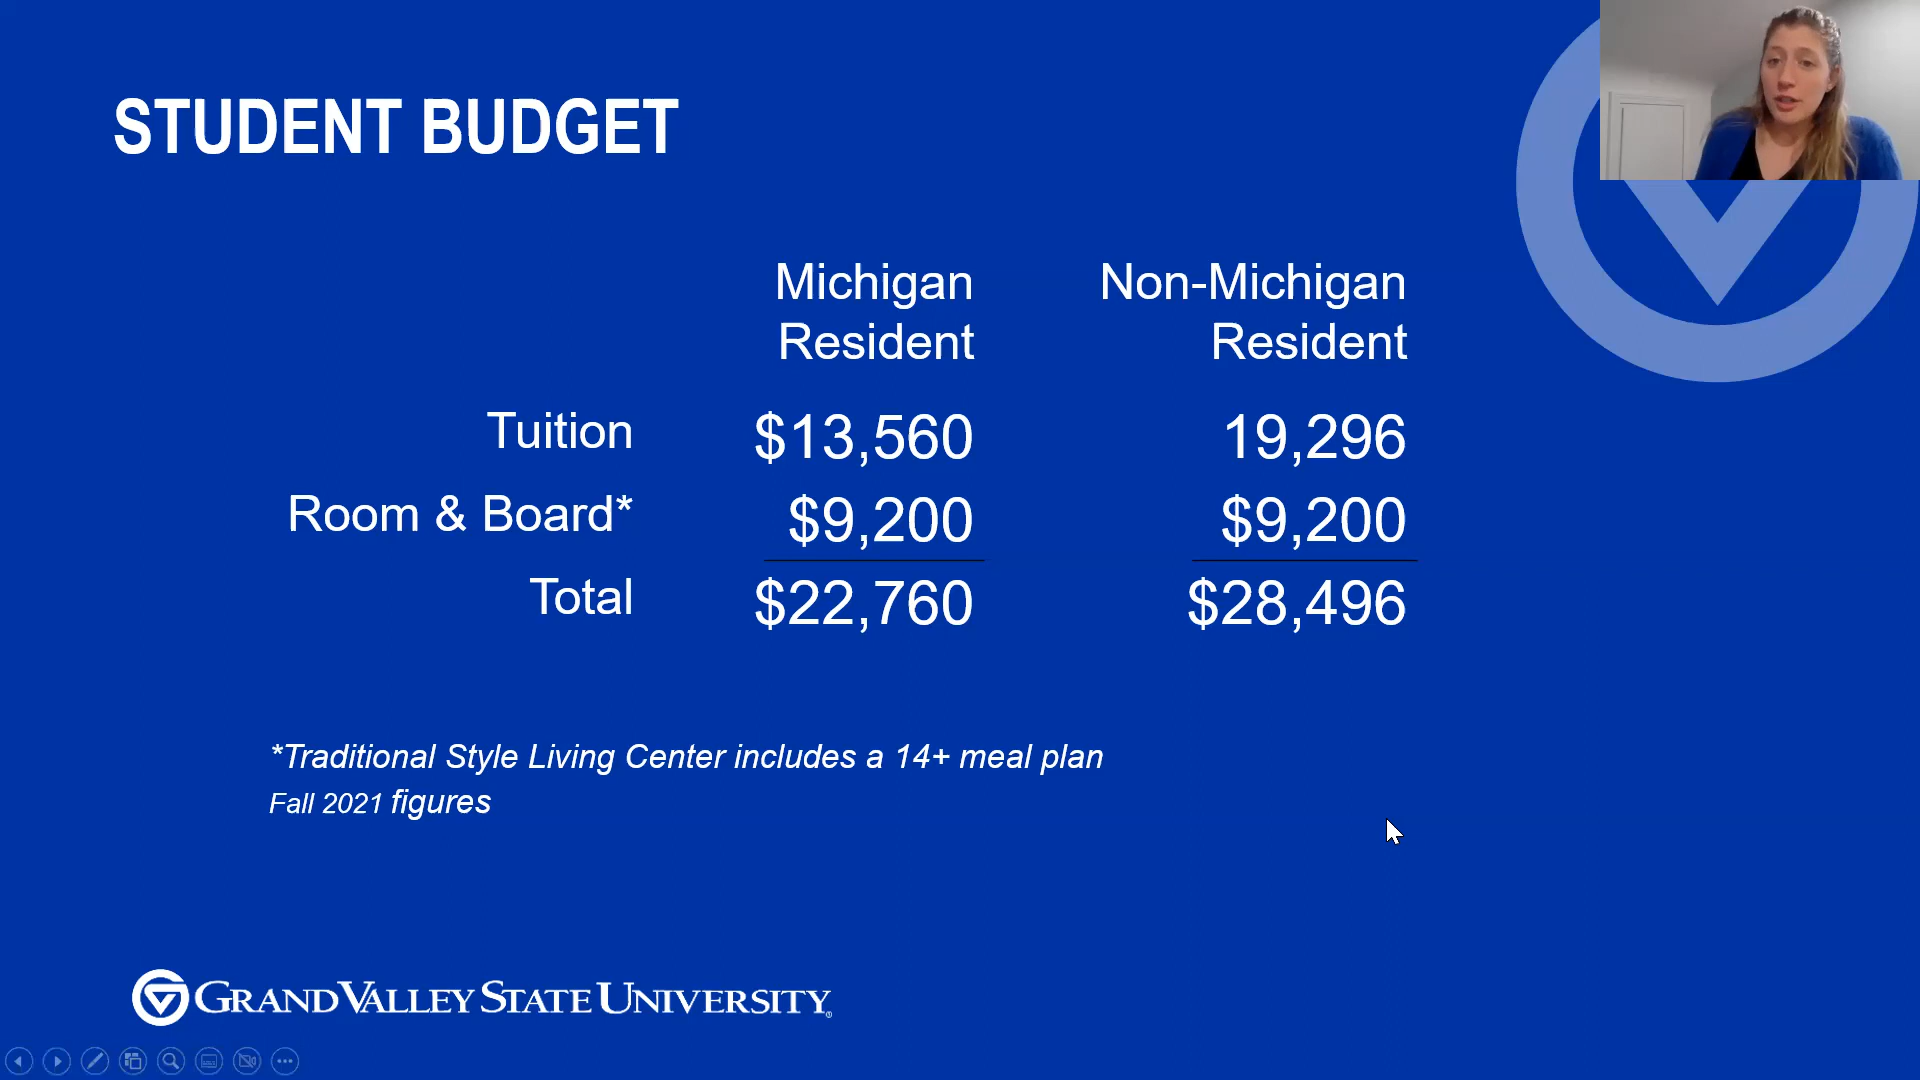 STUDENT BUDGET
Michigan Resident
Non-Michigan Resident
Tuition $13,560 19,296
Room & Board* $9,200 $9,200
Total $22,760 $28,496
*Traditional Style Living Center includes a 14+ meal plan
Fall 2021 figures
GRAND VALLEY STATE UNIVERSITY®